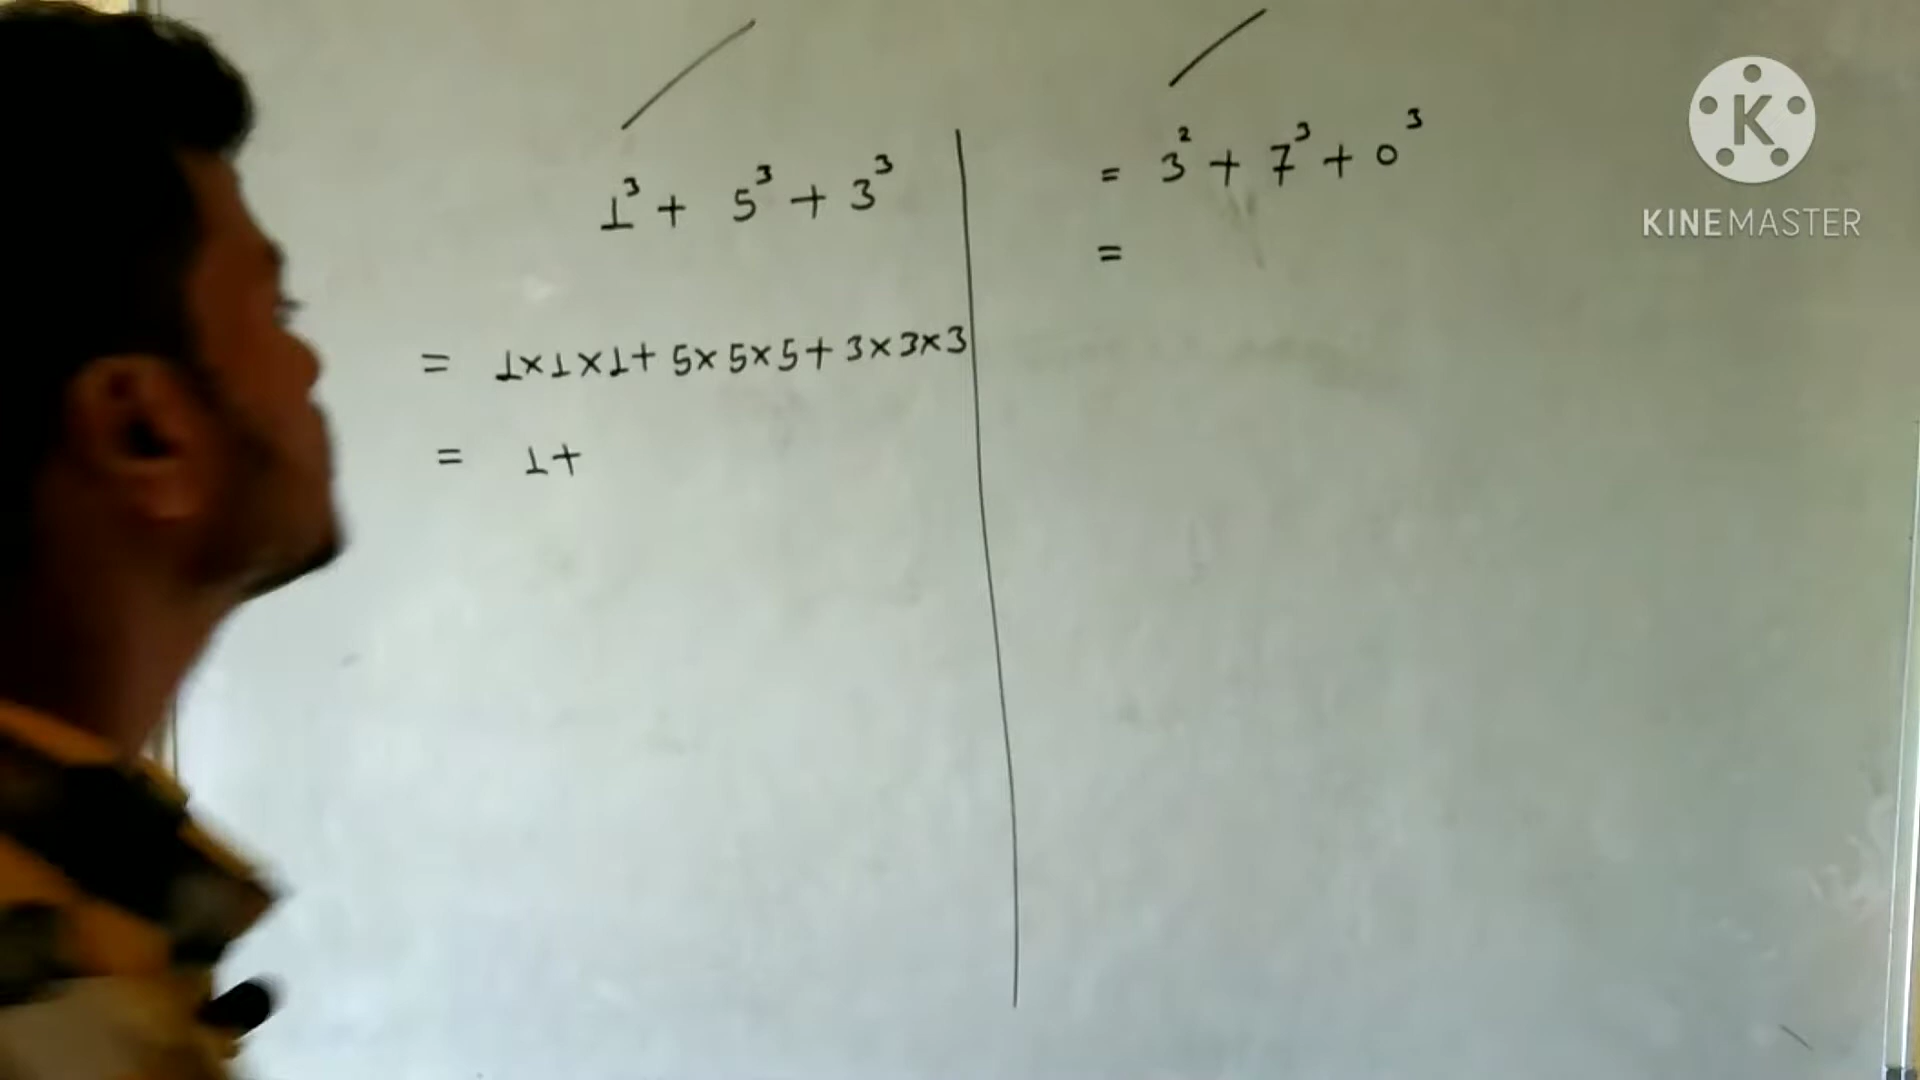 1³ + 5³ + 3³
= 1×1×1+ 5×5×5+ 3×3×3
= 1+
= 3² + 7³ + 0³
=
K
KINEMASTER